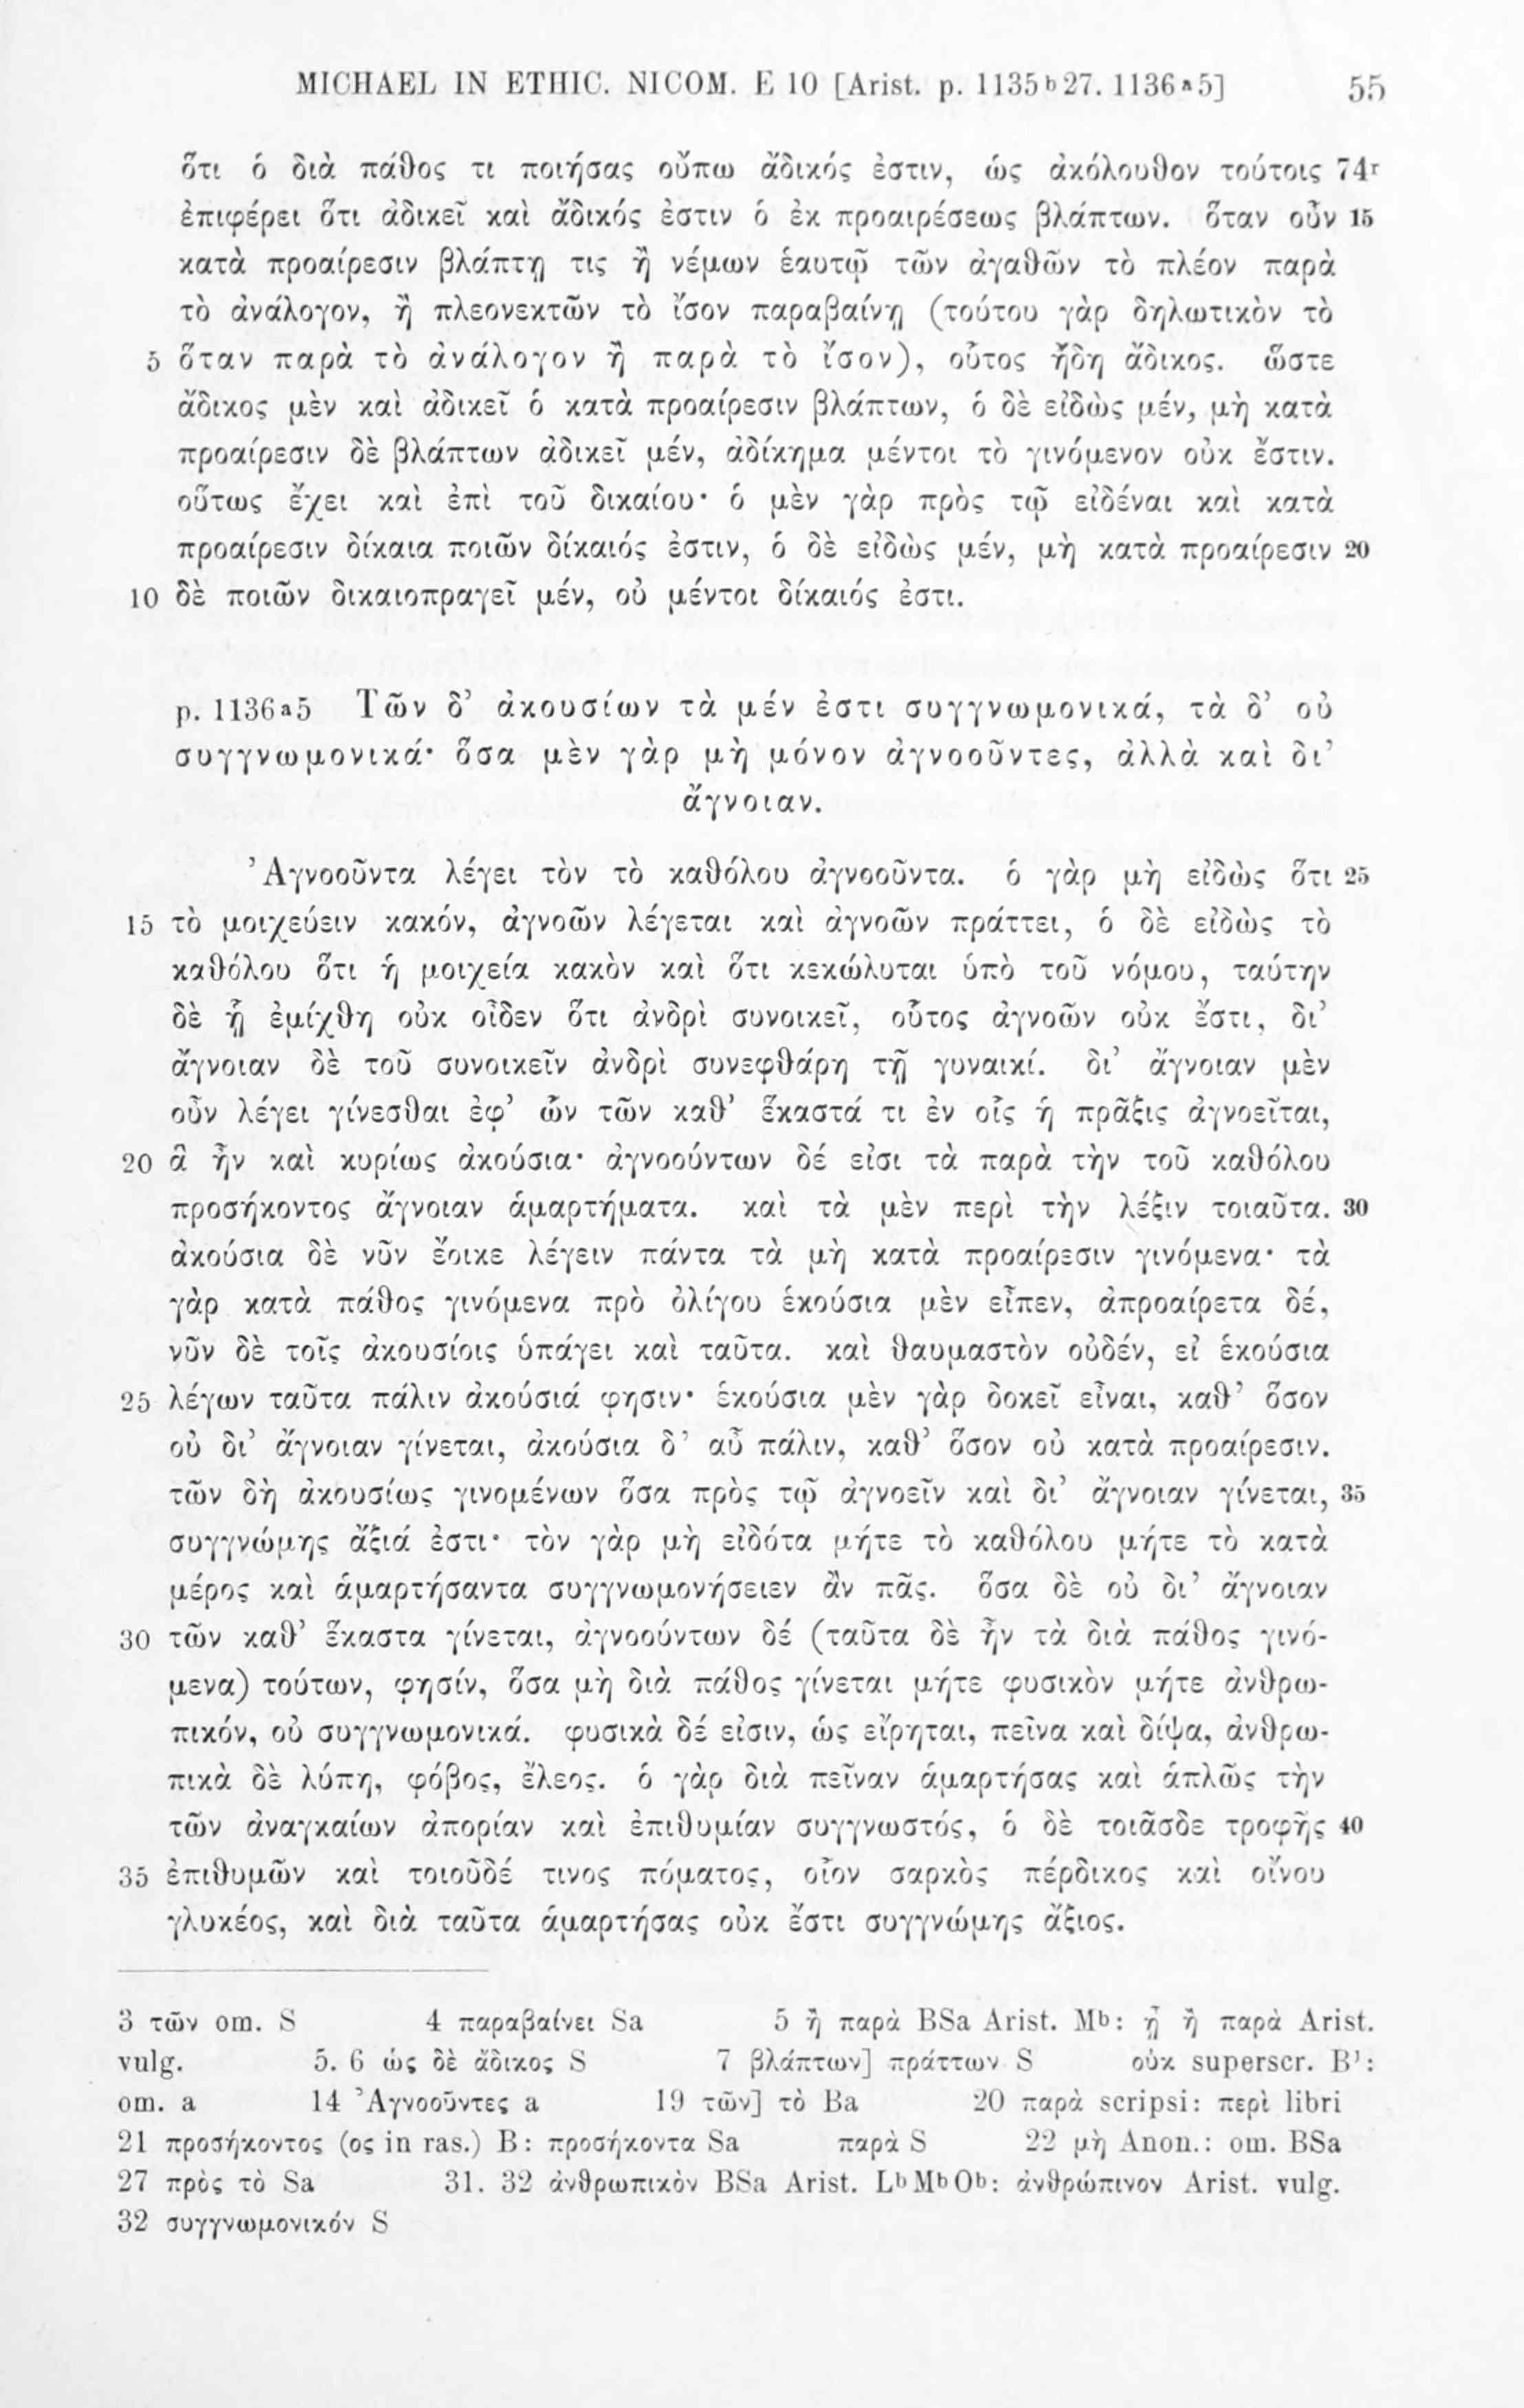 MICHAEL IN ETHIC. NICOM. E 10 [Arist. p. 1135ᵇ27. 1136ᵃ5] 55
ὅτι ὁ διὰ πάθος τι ποιήσας οὔπω ἄδικός ἐστιν, ὡς ἀκόλουθον τούτοις 74ʳ
ἐπιφέρει ὅτι ἀδικεῖ καὶ ἄδικός ἐστιν ὁ ἐκ προαιρέσεως βλάπτων. ὅταν οὖν 15
κατὰ προαίρεσιν βλάπτῃ τις ἢ νέμων ἑαυτῷ τῶν ἀγαθῶν τὸ πλέον παρὰ
τὸ ἀνάλογον, ἢ πλεονεκτῶν τὸ ἴσον παραβαίνῃ (τούτου γὰρ δηλωτικὸν τὸ
5 ὅταν παρὰ τὸ ἀνάλογον ἢ παρὰ τὸ ἴσον), οὗτος ἤδη ἄδικος. ὥστε
ἄδικος μὲν καὶ ἀδικεῖ ὁ κατὰ προαίρεσιν βλάπτων, ὁ δὲ εἰδὼς μέν, μὴ κατὰ
προαίρεσιν δὲ βλάπτων ἀδικεῖ μέν, ἀδίκημα μέντοι τὸ γινόμενον οὐκ ἔστιν.
οὕτως ἔχει καὶ ἐπὶ τοῦ δικαίου· ὁ μὲν γὰρ πρὸς τῷ εἰδέναι καὶ κατὰ
προαίρεσιν δίκαια ποιῶν δίκαιός ἐστιν, ὁ δὲ εἰδὼς μέν, μὴ κατὰ προαίρεσιν 20
10 δὲ ποιῶν δικαιοπραγεῖ μέν, οὐ μέντοι δίκαιός ἐστι.
p. 1136ᵃ5 Τῶν δ’ ἀκουσίων τὰ μέν ἐστι συγγνωμονικά, τὰ δ’ οὐ
συγγνωμονικά· ὅσα μὲν γὰρ μὴ μόνον ἀγνοοῦντες, ἀλλὰ καὶ δι’
ἄγνοιαν.
Ἀγνοοῦντα λέγει τὸν τὸ καθόλου ἀγνοοῦντα. ὁ γὰρ μὴ εἰδὼς ὅτι 25
15 τὸ μοιχεύειν κακόν, ἀγνοῶν λέγεται καὶ ἀγνοῶν πράττει, ὁ δὲ εἰδὼς τὸ
καθόλου ὅτι ἡ μοιχεία κακὸν καὶ ὅτι κεκώλυται ὑπὸ τοῦ νόμου, ταύτην
δὲ ᾗ ἐμίχθη οὐκ οἶδεν ὅτι ἀνδρὶ συνοικεῖ, οὗτος ἀγνοῶν οὐκ ἔστι, δι’
ἄγνοιαν δὲ τοῦ συνοικεῖν ἀνδρὶ συνεφθάρη τῇ γυναικί. δι’ ἄγνοιαν μὲν
οὖν λέγει γίνεσθαι ἐφ’ ὧν τῶν καθ’ ἕκαστά τι ἐν οἷς ἡ πρᾶξις ἀγνοεῖται,
20 ἃ ἦν καὶ κυρίως ἀκούσια· ἀγνοούντων δέ εἰσι τὰ παρὰ τὴν τοῦ καθόλου
προσήκοντος ἄγνοιαν ἁμαρτήματα. καὶ τὰ μὲν περὶ τὴν λέξιν τοιαῦτα. 30
ἀκούσια δὲ νῦν ἔοικε λέγειν πάντα τὰ μὴ κατὰ προαίρεσιν γινόμενα· τὰ
γὰρ κατὰ πάθος γινόμενα πρὸ ὀλίγου ἑκούσια μὲν εἶπεν, ἀπροαίρετα δέ,
νῦν δὲ τοῖς ἀκουσίοις ὑπάγει καὶ ταῦτα. καὶ θαυμαστὸν οὐδέν, εἰ ἑκούσια
25 λέγων ταῦτα πάλιν ἀκούσιά φησιν· ἑκούσια μὲν γὰρ δοκεῖ εἶναι, καθ’ ὅσον
οὐ δι’ ἄγνοιαν γίνεται, ἀκούσια δ’ αὖ πάλιν, καθ’ ὅσον οὐ κατὰ προαίρεσιν.
τῶν δὴ ἀκουσίως γινομένων ὅσα πρὸς τῷ ἀγνοεῖν καὶ δι’ ἄγνοιαν γίνεται, 35
συγγνώμης ἄξιά ἐστι· τὸν γὰρ μὴ εἰδότα μήτε τὸ καθόλου μήτε τὸ κατὰ
μέρος καὶ ἁμαρτήσαντα συγγνωμονήσειεν ἂν πᾶς. ὅσα δὲ οὐ δι’ ἄγνοιαν
30 τῶν καθ’ ἕκαστα γίνεται, ἀγνοούντων δέ (ταῦτα δὲ ἦν τὰ διὰ πάθος γινό-
μενα) τούτων, φησίν, ὅσα μὴ διὰ πάθος γίνεται μήτε φυσικὸν μήτε ἀνθρω-
πικόν, οὐ συγγνωμονικά. φυσικὰ δέ εἰσιν, ὡς εἴρηται, πεῖνα καὶ δίψα, ἀνθρω-
πικὰ δὲ λύπη, φόβος, ἔλεος. ὁ γὰρ διὰ πεῖναν ἁμαρτήσας καὶ ἁπλῶς τὴν
τῶν ἀναγκαίων ἀπορίαν καὶ ἐπιθυμίαν συγγνωστός, ὁ δὲ τοιᾶσδε τροφῆς 40
35 ἐπιθυμῶν καὶ τοιοῦδέ τινος πόματος, οἷον σαρκὸς πέρδικος καὶ οἴνου
γλυκέος, καὶ διὰ ταῦτα ἁμαρτήσας οὐκ ἔστι συγγνώμης ἄξιος.
3 τῶν om. S 4 παραβαίνει Sa 5 ἢ παρὰ BSa Arist. Mᵇ: ᾖ ἢ παρὰ Arist.
vulg. 5. 6 ὡς δὲ ἄδικος S 7 βλάπτων] πράττων S οὐκ superscr. B¹:
om. a 14 Ἀγνοοῦντες a 19 τῶν] τὸ Ba 20 παρὰ scripsi: περὶ libri
21 προσήκοντος (ος in ras.) B: προσήκοντα Sa παρὰ S 22 μὴ Anon.: om. BSa
27 πρὸς τὸ Sa 31. 32 ἀνθρωπικὸν BSa Arist. LᵇMᵇOᵇ: ἀνθρώπινον Arist. vulg.
32 συγγνωμονικόν S